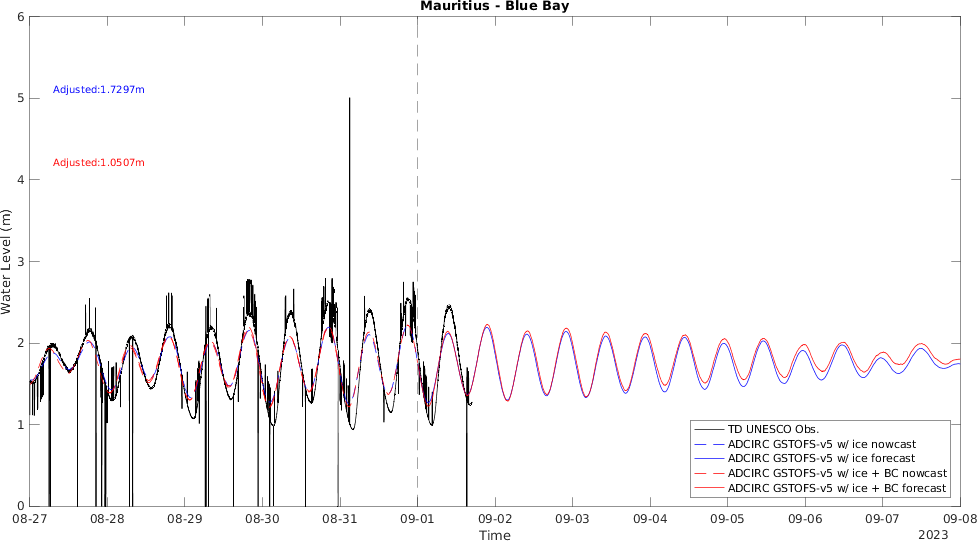 Mauritius - Blue Bay
6
5
4
3
2
1
0
Water Level (m)
Adjusted:1.7297m
Adjusted:1.0507m
TD UNESCO Obs.
ADCIRC GSTOFS-v5 w/ ice nowcast
ADCIRC GSTOFS-v5 w/ ice forecast
ADCIRC GSTOFS-v5 w/ ice + BC nowcast
ADCIRC GSTOFS-v5 w/ ice + BC forecast
08-27 08-28 08-29 08-30 08-31 09-01 09-02 09-03 09-04 09-05 09-06 09-07 09-08
Time
2023